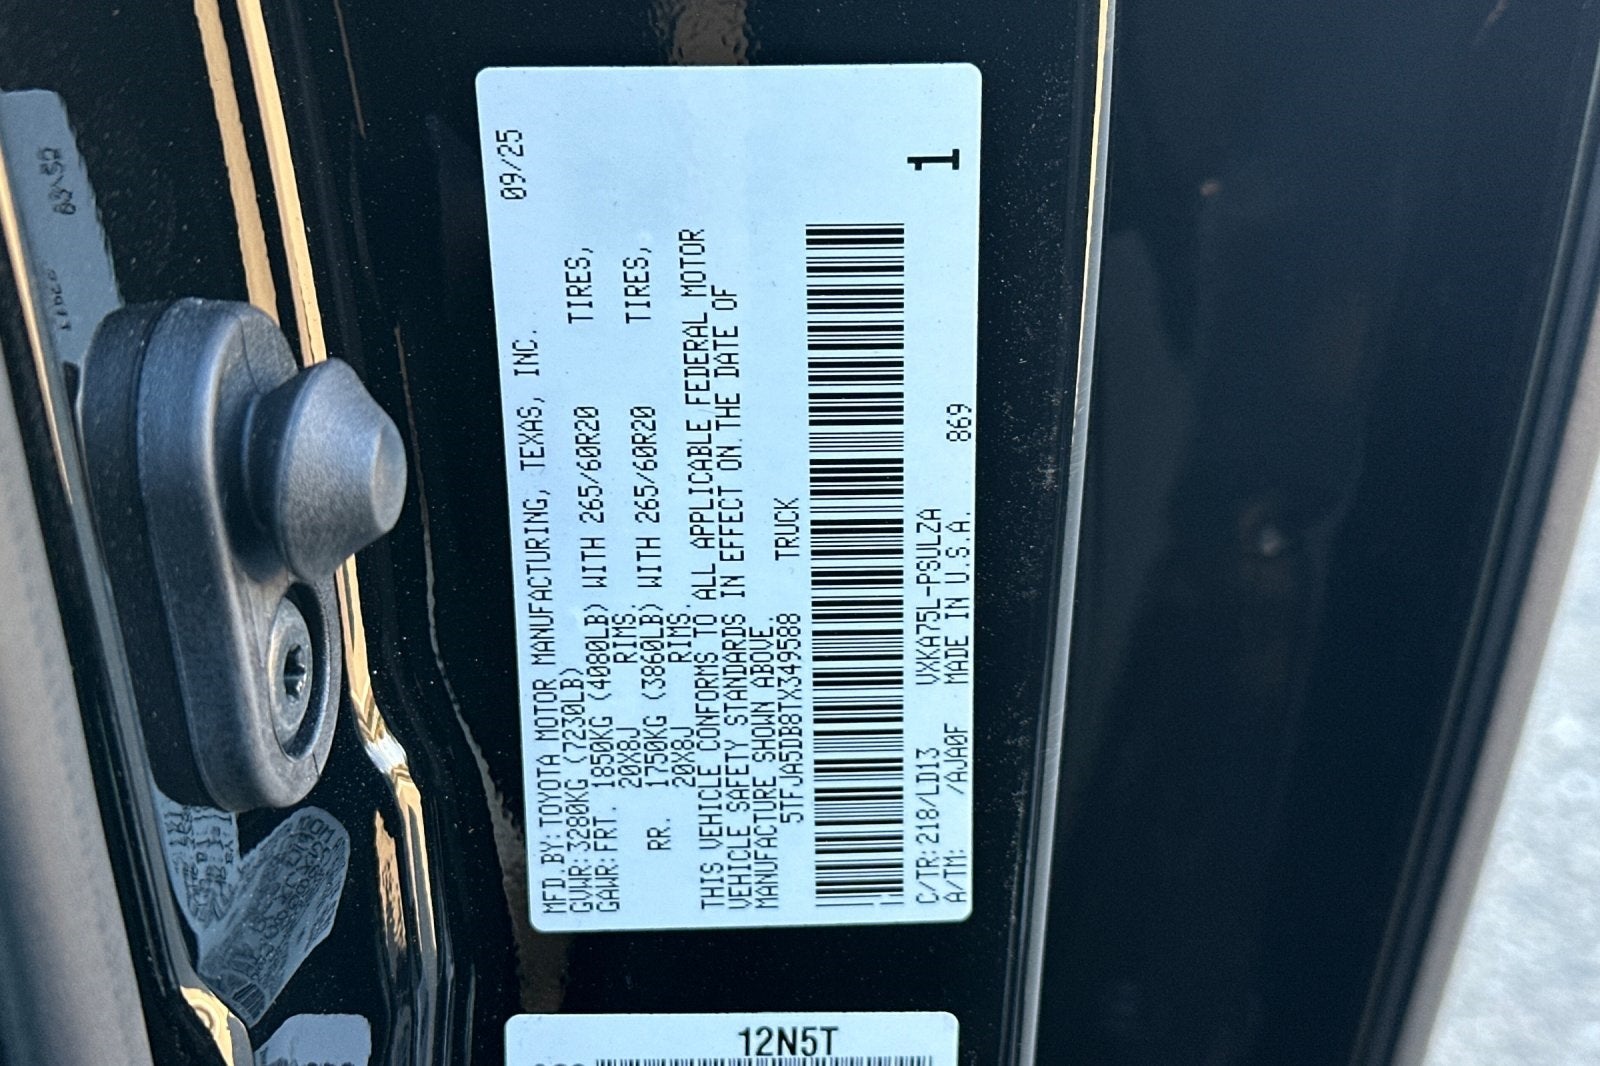 09/25
MFD.BY:TOYOTA MOTOR MANUFACTURING, TEXAS, INC.
GVWR:3280KG (7230LB)
GAWR:FRT. 1850KG (4080LB) WITH 265/60R20 TIRES,
20X8J RIMS.
RR. 1750KG (3860LB) WITH 265/60R20 TIRES,
20X8J RIMS.
THIS VEHICLE CONFORMS TO ALL APPLICABLE FEDERAL MOTOR
VEHICLE SAFETY STANDARDS IN EFFECT ON THE DATE OF
MANUFACTURE SHOWN ABOVE.
5TFJA5DB8TX349588 TRUCK
1
C/TR:218/LD13 VXKA75L-PSULZA
A/TM: /AJA0F MADE IN U.S.A. 869
12N5T